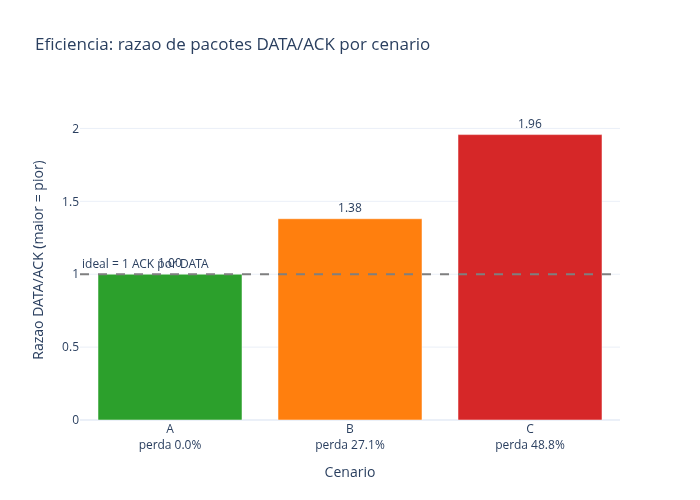 Eficiencia: razao de pacotes DATA/ACK por cenario
Razao DATA/ACK (maior = pior)
2
1.5
1
0.5
0
ideal = 1 ACK por DATA
1.00
1.38
1.96
A
perda 0.0%
B
perda 27.1%
C
perda 48.8%
Cenario